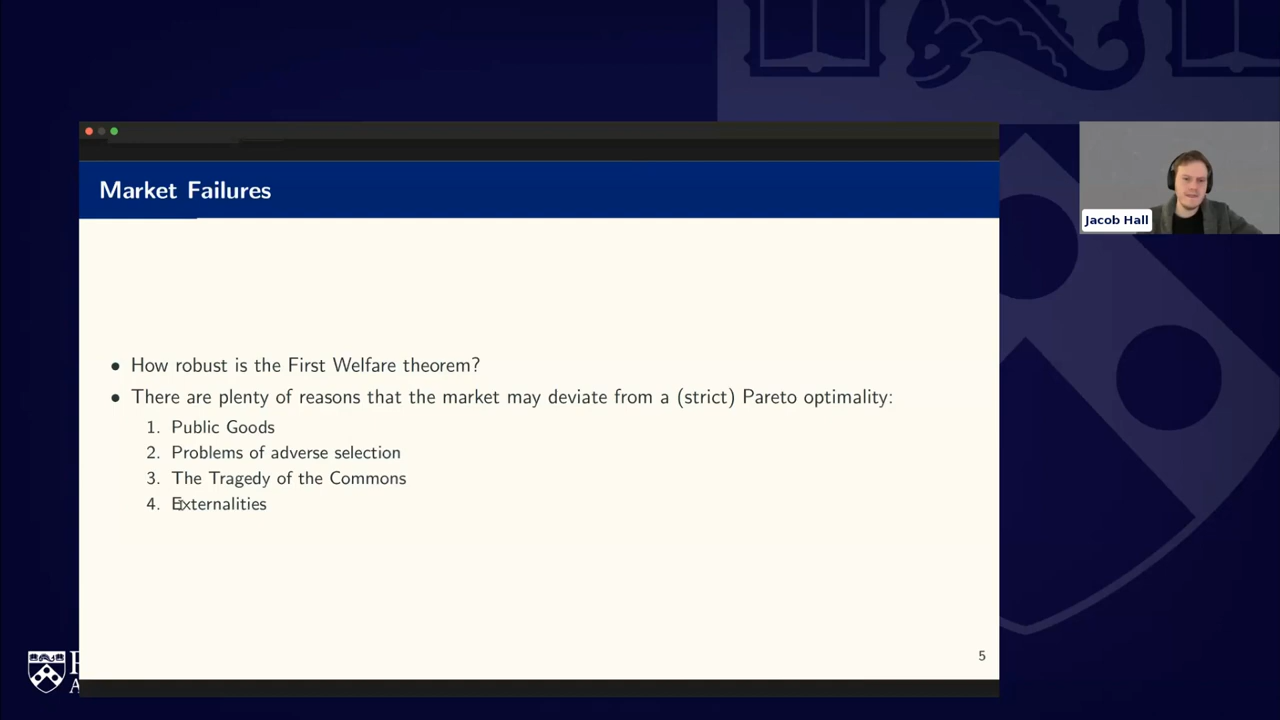 Market Failures
Jacob Hall
• How robust is the First Welfare theorem?
• There are plenty of reasons that the market may deviate from a (strict) Pareto optimality:
1. Public Goods
2. Problems of adverse selection
3. The Tragedy of the Commons
4. Externalities
5